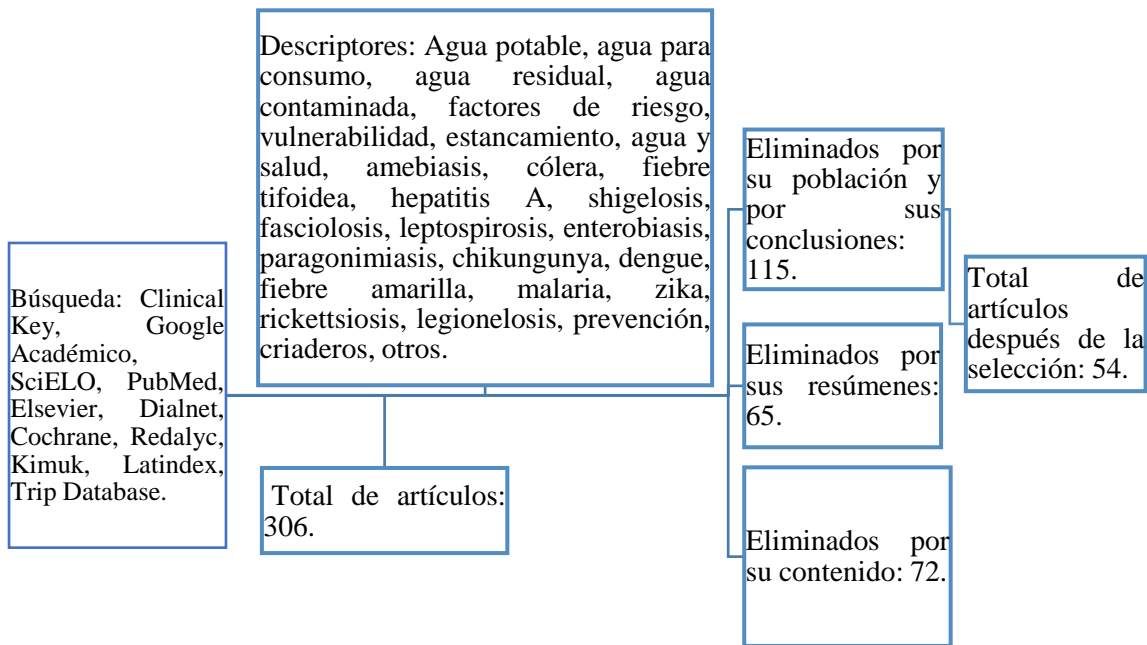 Búsqueda: Clinical
Key, Google
Académico,
SciELO, PubMed,
Elsevier, Dialnet,
Cochrane, Redalyc,
Kimuk, Latindex,
Trip Database.
Descriptores: Agua potable, agua para
consumo, agua residual, agua
contaminada, factores de riesgo,
vulnerabilidad, estancamiento, agua y
salud, amebiasis, cólera, fiebre
tifoidea, hepatitis A, shigelosis,
fasciolosis, leptospirosis, enterobiasis,
paragonimiasis, chikungunya, dengue,
fiebre amarilla, malaria, zika,
rickettsiosis, legionelosis, prevención,
criaderos, otros.
Total de artículos:
306.
Eliminados por
su población y
por sus
conclusiones:
115.
Eliminados por
sus resúmenes:
65.
Eliminados por
su contenido: 72.
Total de
artículos
después de la
selección: 54.